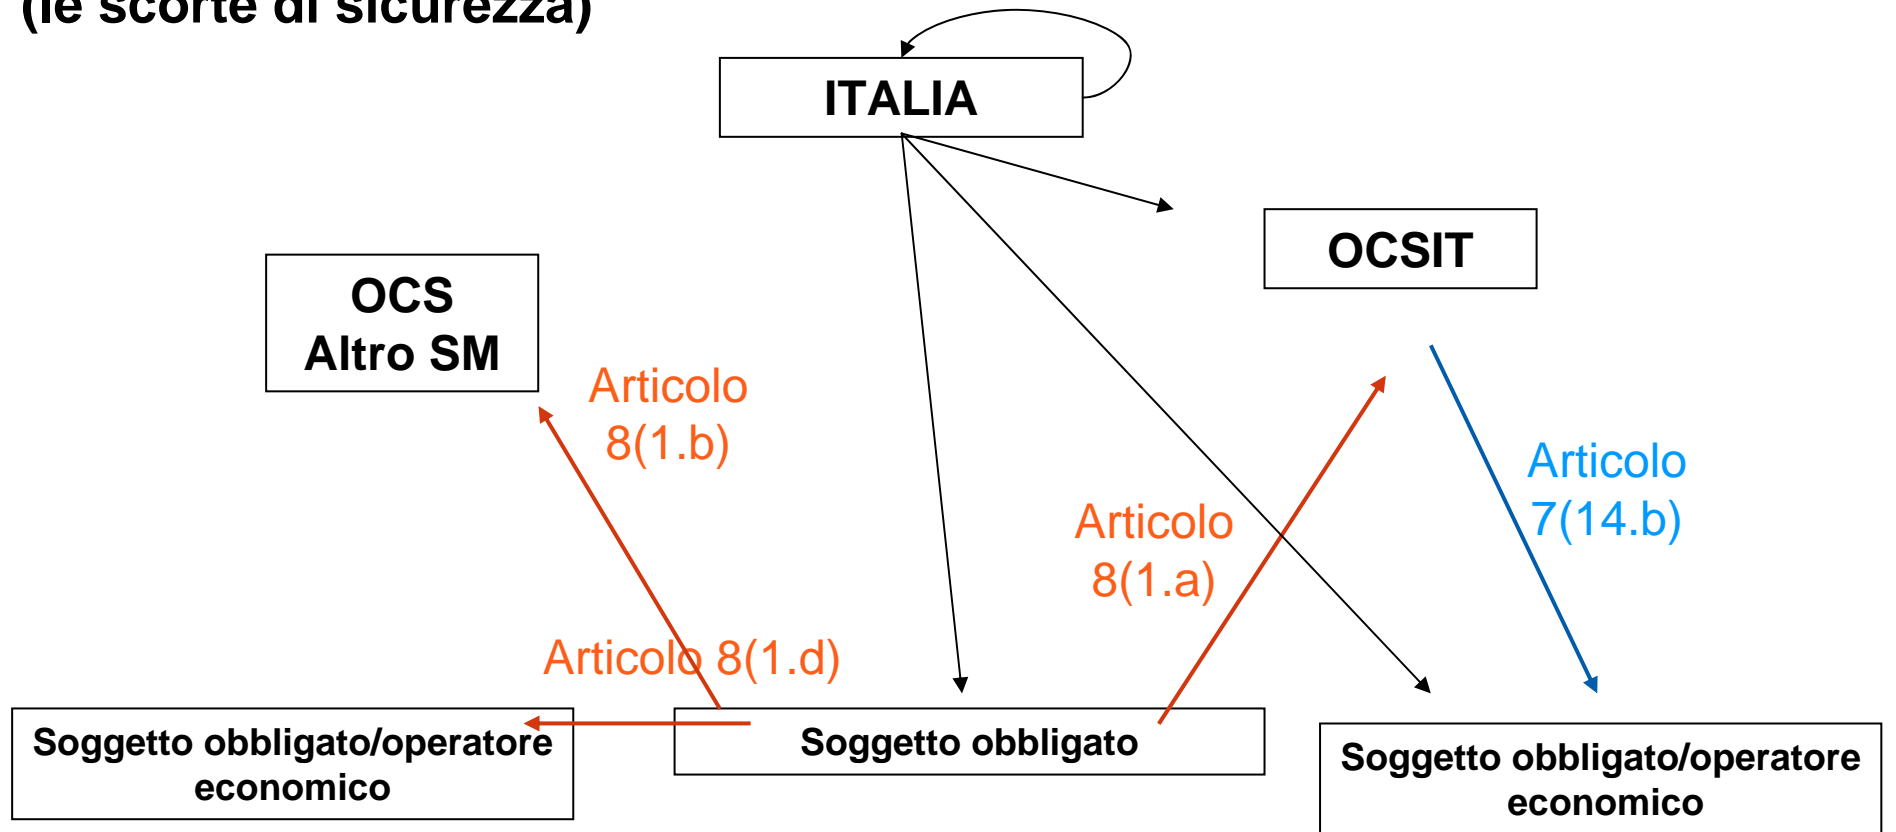 (le scorte di sicurezza)
ITALIA
OCSIT
OCS
Altro SM
Articolo
8(1.b)
Articolo
7(14.b)
Articolo
8(1.a)
Articolo 8(1.d)
Soggetto obbligato/operatore
economico
Soggetto obbligato
Soggetto obbligato/operatore
economico